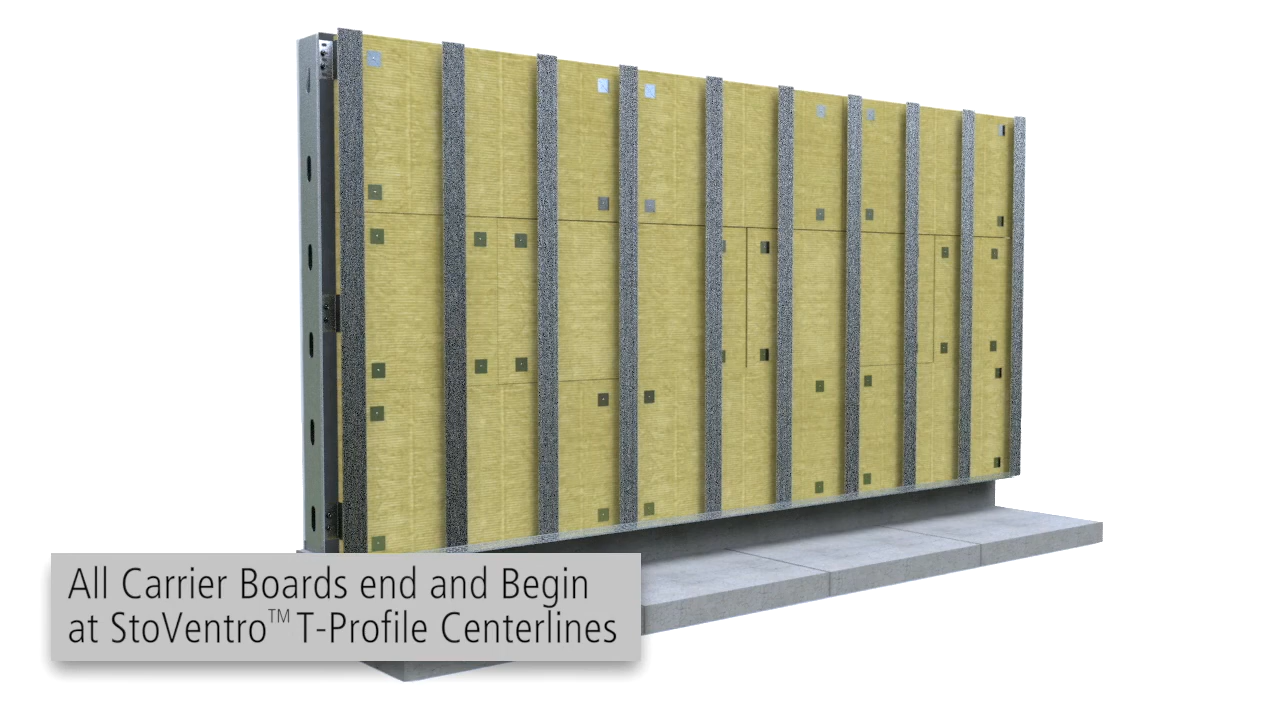 All Carrier Boards end and Begin
at StoVentro™ T-Profile Centerlines